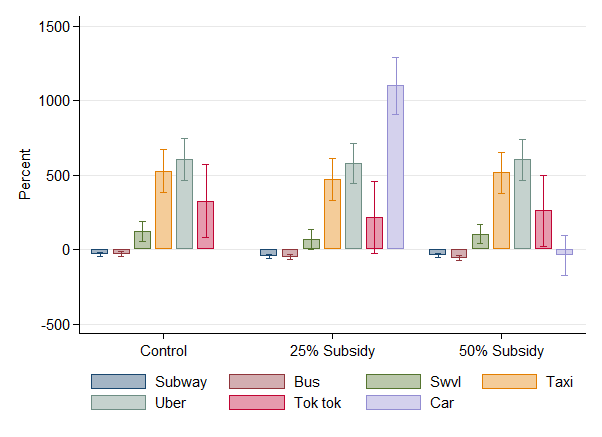 1500
1000
500
0
-500
Percent
Control 25% Subsidy 50% Subsidy
Subway Bus Swvl Taxi
Uber Tok tok Car